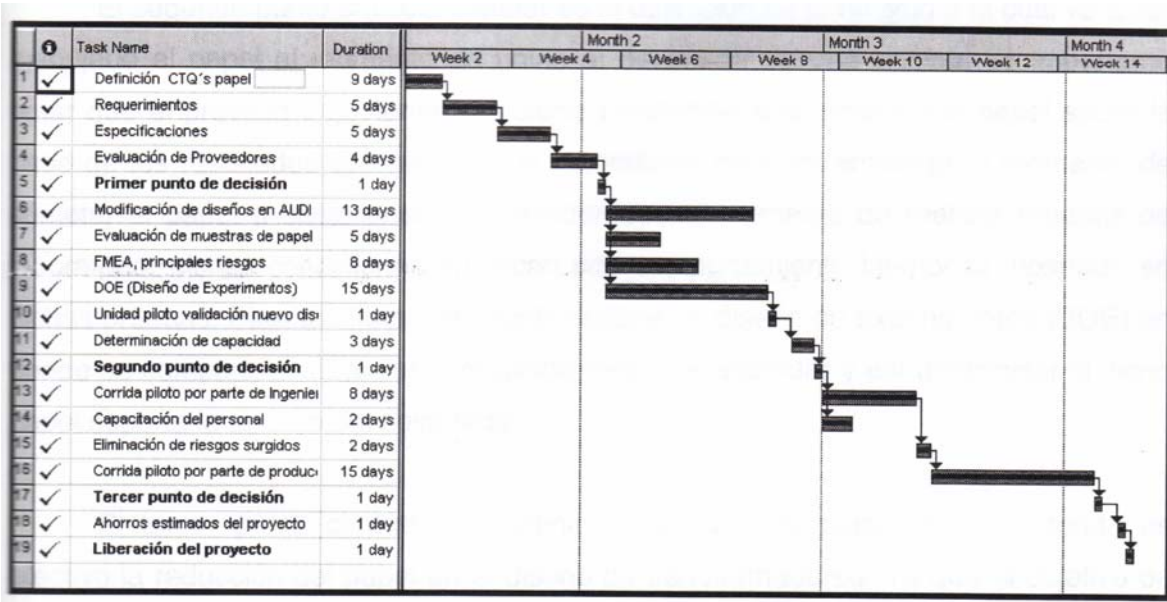 Task Name Duration Month 2 Month 3 Month 4
Week 2 Week 4 Week 6 Week 8 Week 10 Week 12 Week 14
1 Definición CTQ´s papel 9 days
2 Requerimientos 5 days
3 Especificaciones 5 days
4 Evaluación de Proveedores 4 days
5 Primer punto de decisión 1 day
6 Modificación de diseños en AUDI 13 days
7 Evaluación de muestras de papel 5 days
8 FMEA, principales riesgos 8 days
9 DOE (Diseño de Experimentos) 15 days
10 Unidad piloto validación nuevo dis 1 day
11 Determinación de capacidad 3 days
12 Segundo punto de decisión 1 day
13 Corrida piloto por parte de Ingenier 8 days
14 Capacitación del personal 2 days
15 Eliminación de riesgos surgidos 2 days
16 Corrida piloto por parte de produc 15 days
17 Tercer punto de decisión 1 day
18 Ahorros estimados del proyecto 1 day
19 Liberación del proyecto 1 day